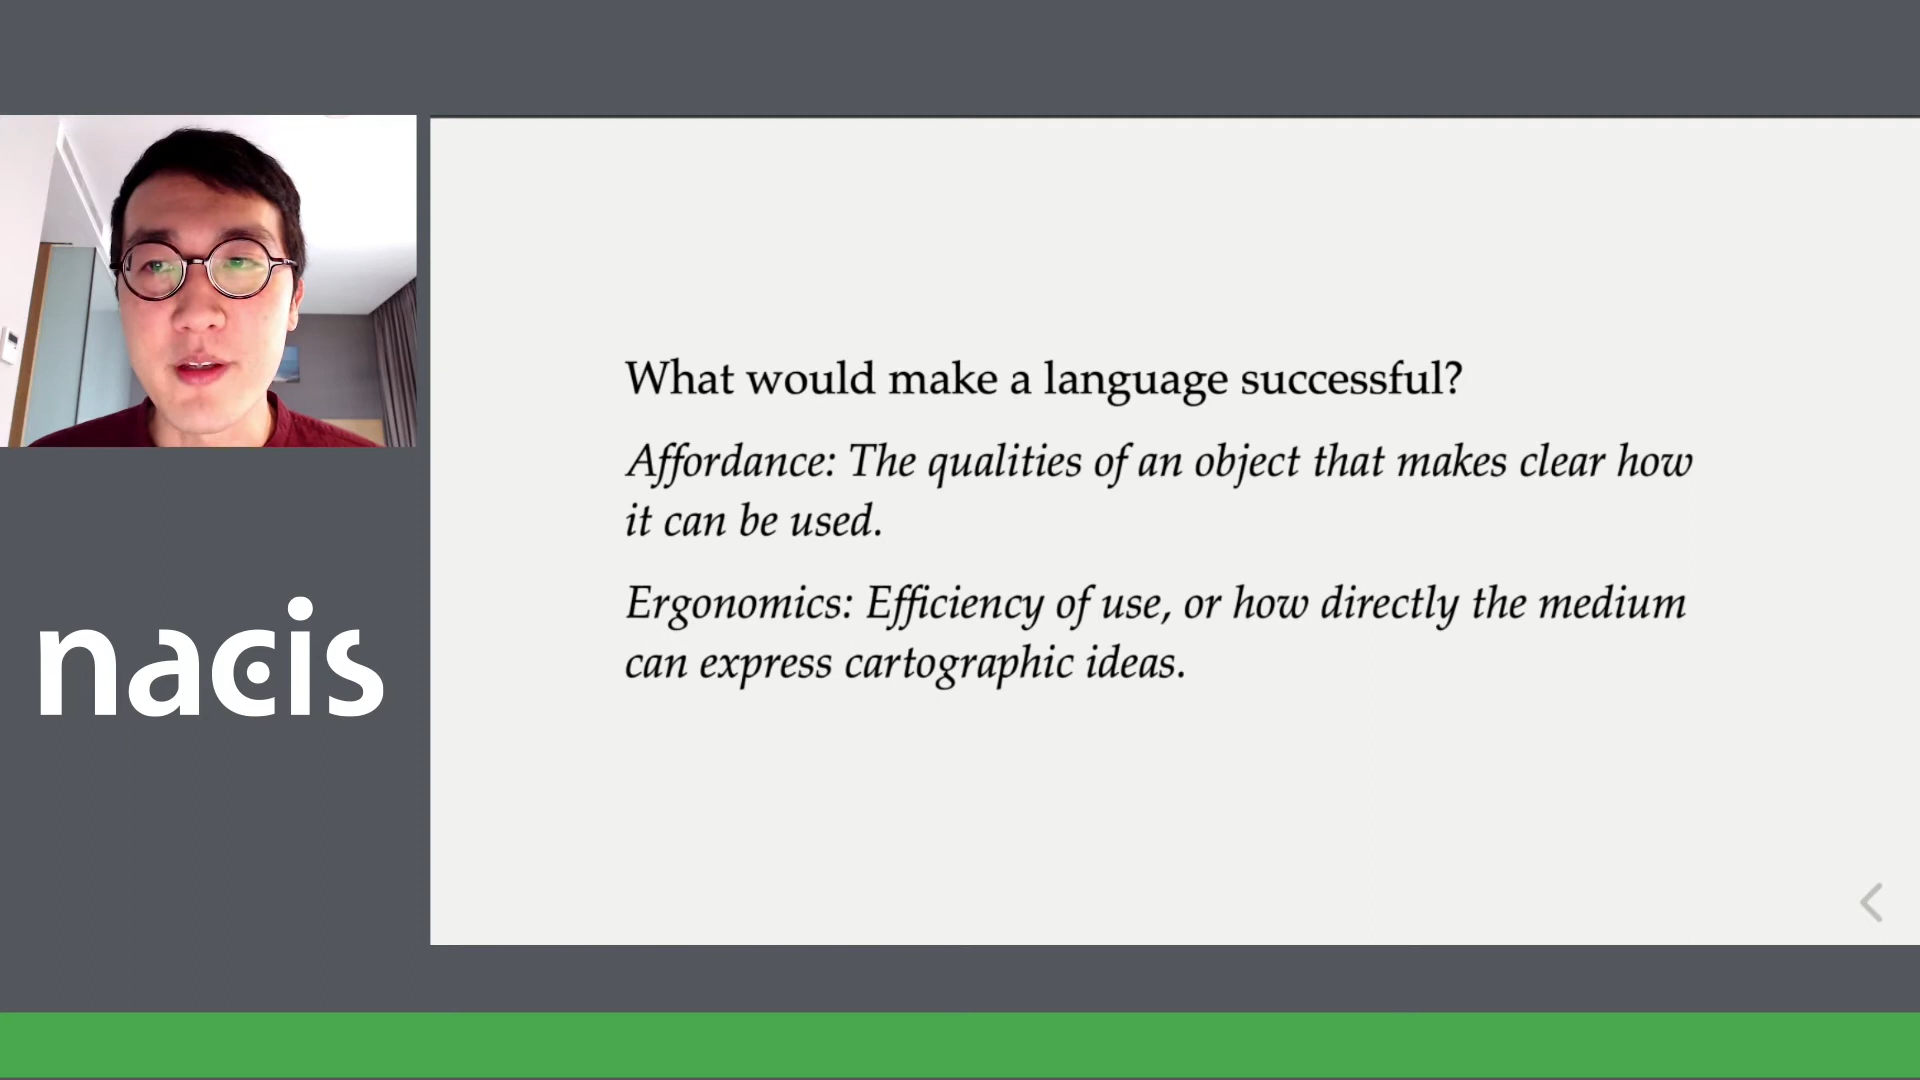 nacis
What would make a language successful?
Affordance: The qualities of an object that makes clear how
it can be used.
Ergonomics: Efficiency of use, or how directly the medium
can express cartographic ideas.